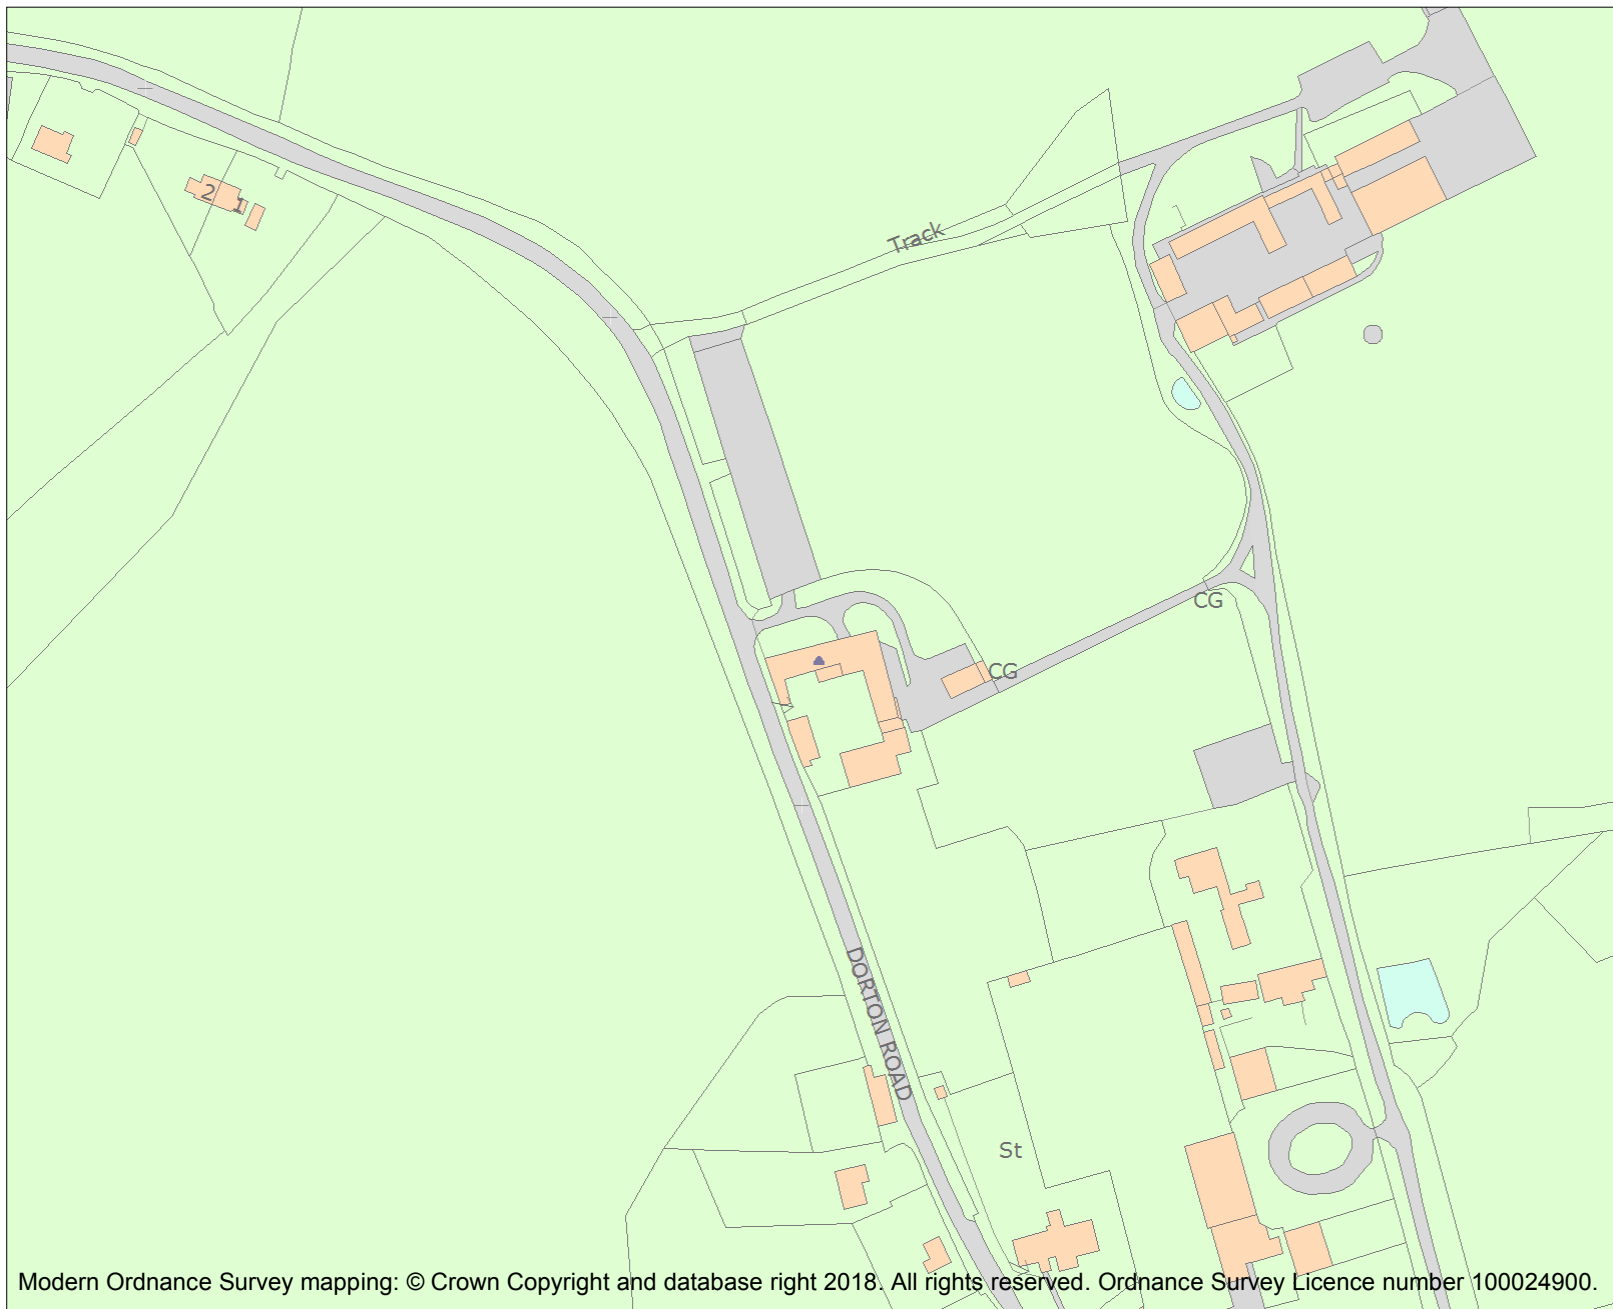 2
1
Track
CG
CG
DORTON ROAD
St
Modern Ordnance Survey mapping: © Crown Copyright and database right 2018. All rights reserved. Ordnance Survey Licence number 100024900.